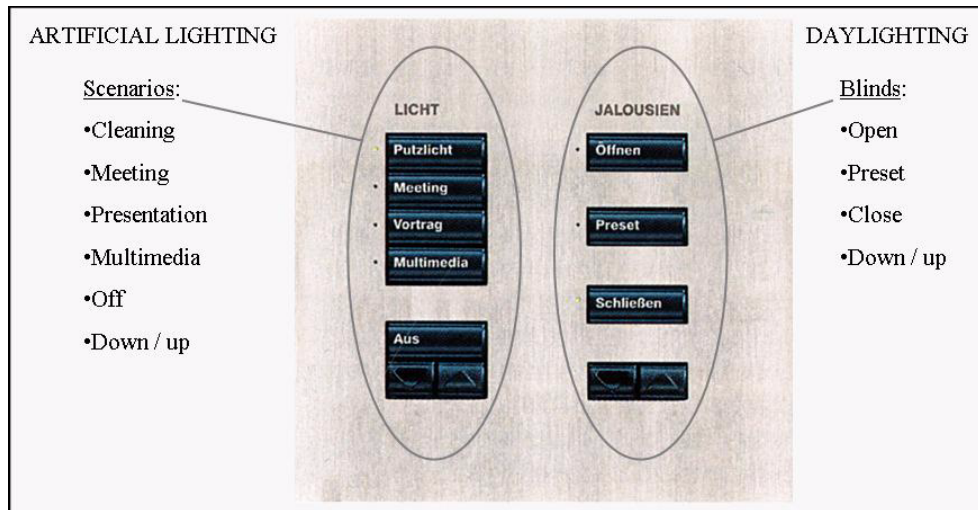 ARTIFICIAL LIGHTING
Scenarios:
•Cleaning
•Meeting
•Presentation
•Multimedia
•Off
•Down / up
LICHT
Putzlicht
Meeting
Vortrag
Multimedia
Aus
JALOUSIEN
Öffnen
Preset
Schließen
DAYLIGHTING
Blinds:
•Open
•Preset
•Close
•Down / up